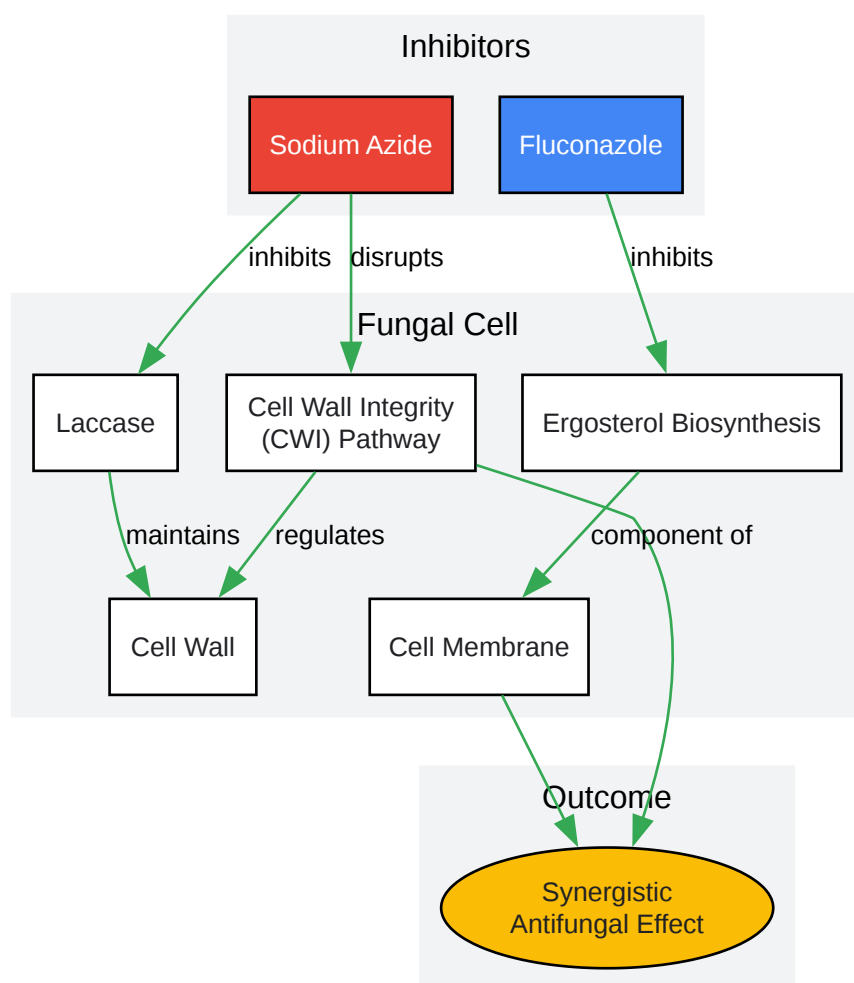 Inhibitors
Sodium Azide
Fluconazole
inhibits
disrupts
inhibits
Fungal Cell
Laccase
Cell Wall Integrity
(CWI) Pathway
Ergosterol Biosynthesis
maintains
regulates
component of
Cell Wall
Cell Membrane
Outcome
Synergistic
Antifungal Effect